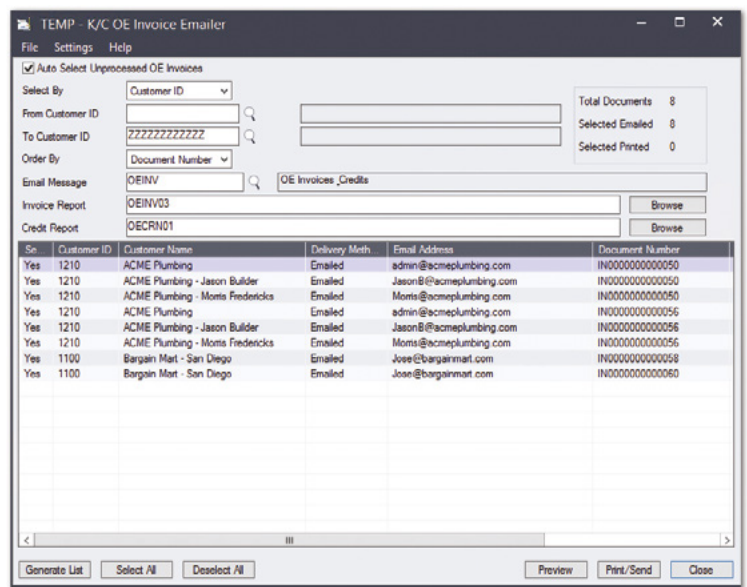 TEMP - K/C OE Invoice Emailer
File Settings Help
Auto Select Unprocessed OE Invoices
Select By Customer ID
Total Documents 8
From Customer ID
Selected Emailed 8
To Customer ID ZZZZZZZZZZZZ
Selected Printed 0
Order By Document Number
Email Message OEINV OE Invoices_Credits
Invoice Report OEINV03 Browse
Credit Report OECRN01 Browse
Se... Customer ID Customer Name Delivery Meth... Email Address Document Number
Yes 1210 ACME Plumbing Emailed admin@acmeplumbing.com IN0000000000050
Yes 1210 ACME Plumbing - Jason Builder Emailed JasonB@acmeplumbing.com IN0000000000050
Yes 1210 ACME Plumbing - Morris Fredericks Emailed Morris@acmeplumbing.com IN0000000000050
Yes 1210 ACME Plumbing Emailed admin@acmeplumbing.com IN0000000000056
Yes 1210 ACME Plumbing - Jason Builder Emailed JasonB@acmeplumbing.com IN0000000000056
Yes 1210 ACME Plumbing - Morris Fredericks Emailed Morris@acmeplumbing.com IN0000000000056
Yes 1100 Bargain Mart - San Diego Emailed Jose@bargainmart.com IN0000000000058
Yes 1100 Bargain Mart - San Diego Emailed Jose@bargainmart.com IN0000000000060
Generate List Select All Deselect All Preview Print/Send Close